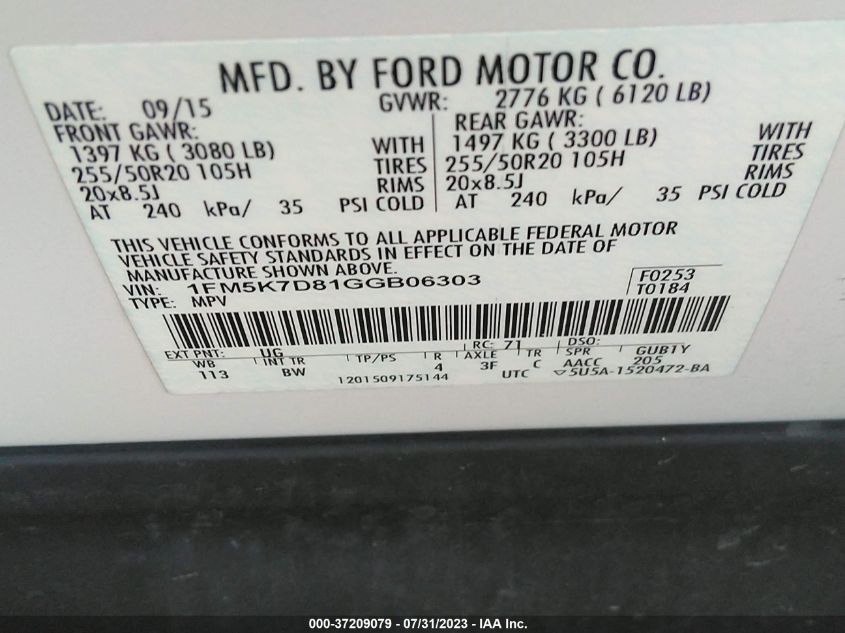 MFD. BY FORD MOTOR CO.
DATE: 09/15 GVWR: 2776 KG ( 6120 LB)
FRONT GAWR: REAR GAWR:
1397 KG ( 3080 LB) WITH 1497 KG ( 3300 LB) WITH
255/50R20 105H TIRES 255/50R20 105H TIRES
20x8.5J RIMS 20x8.5J RIMS
AT 240 kPa/ 35 PSI COLD AT 240 kPa/ 35 PSI COLD
THIS VEHICLE CONFORMS TO ALL APPLICABLE FEDERAL MOTOR
VEHICLE SAFETY STANDARDS IN EFFECT ON THE DATE OF
MANUFACTURE SHOWN ABOVE.
VIN: 1FM5K7D81GGB06303 F0253
TYPE: MPV T0184
EXT PNT: UG RC: 71 DSO:
WB INT TR TP/PS R AXLE TR SPR GUB1Y
113 BW 4 3F C AACC 205
1201509175144 UTC ▽5U5A-1520472-BA
000-37209079 - 07/31/2023 - IAA Inc.